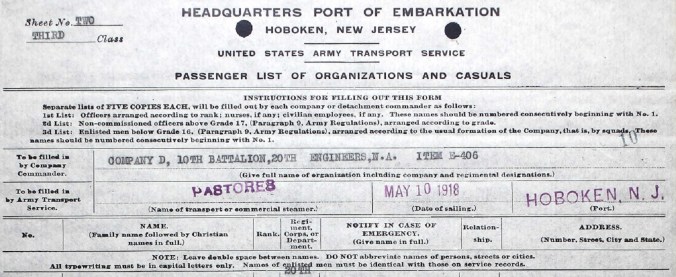 HEADQUARTERS PORT OF EMBARKATION
Sheet No. TWO
HOBOKEN, NEW JERSEY
THIRD Class
UNITED STATES ARMY TRANSPORT SERVICE
PASSENGER LIST OF ORGANIZATIONS AND CASUALS
INSTRUCTIONS FOR FILLING OUT THIS FORM
Separate lists of FIVE COPIES EACH, will be filled out by each company or detachment commander as follows:
1st List: Officers arranged according to rank; nurses, if any; civilian employes, if any. These names should be numbered consecutively beginning with No. 1.
2d List: Non-commissioned officers above Grade 17, (Paragraph 9, Army Regulations), arranged according to grade.
3d List: Enlisted men below Grade 16, (Paragraph 9, Army Regulations), arranged according to the usual formation of the Company, that is, by squads. These
names should be numbered consecutively beginning with No. 1.
10
To be filled in
by Company
Commander.
COMPANY D, 10TH BATTALION, 20TH ENGINEERS, N.A. ITEM E-406
(Give full name of organization including company and regimental designations.)
To be filled in
by Army Transport
Service.
PASTORES
MAY 10 1918
HOBOKEN, N. J.
(Name of transport or commercial steamer.)
(Date of sailing.)
(Port.)
No.
NAME.
(Family name followed by Christian
names in full.)
Rank.
Regi-
ment,
Corps, or
Depart-
ment.
NOTIFY IN CASE OF
EMERGENCY.
(Give name in full.)
Relation-
ship.
ADDRESS.
(Number, Street, City and State.)
NOTE: Leave double space between names. DO NOT abbreviate names of persons, streets or cities.
All typewriting must be in capital letters only. Names of enlisted men must be identical with those on service records.
20TH